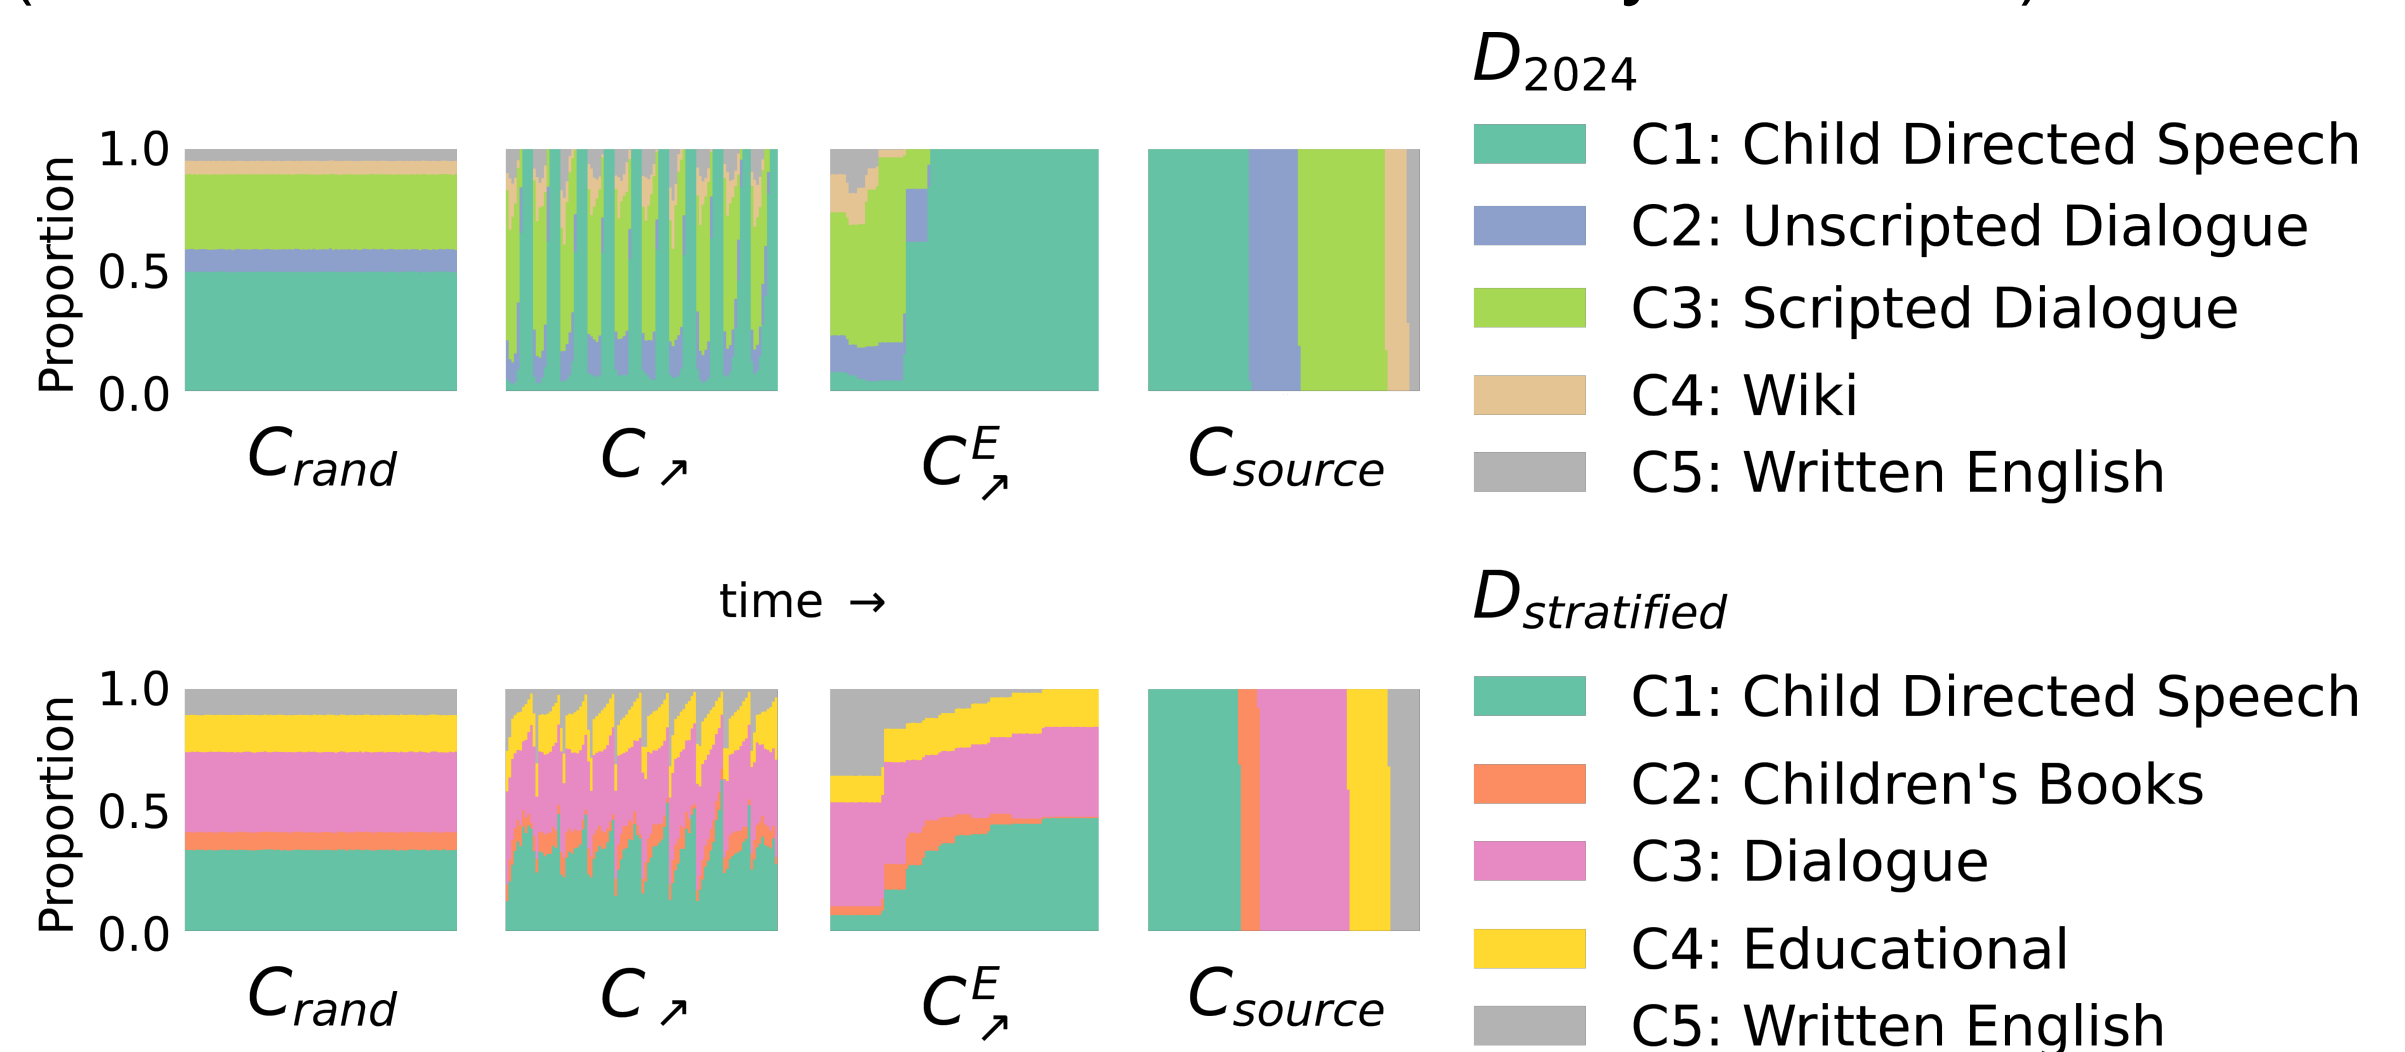 D2024
C1: Child Directed Speech
C2: Unscripted Dialogue
C3: Scripted Dialogue
C4: Wiki
C5: Written English
Proportion
1.0
0.5
0.0
Crand
C↗
C^E↗
Csource
time →
Dstratified
C1: Child Directed Speech
C2: Children's Books
C3: Dialogue
C4: Educational
C5: Written English
Proportion
1.0
0.5
0.0
Crand
C↗
C^E↗
Csource